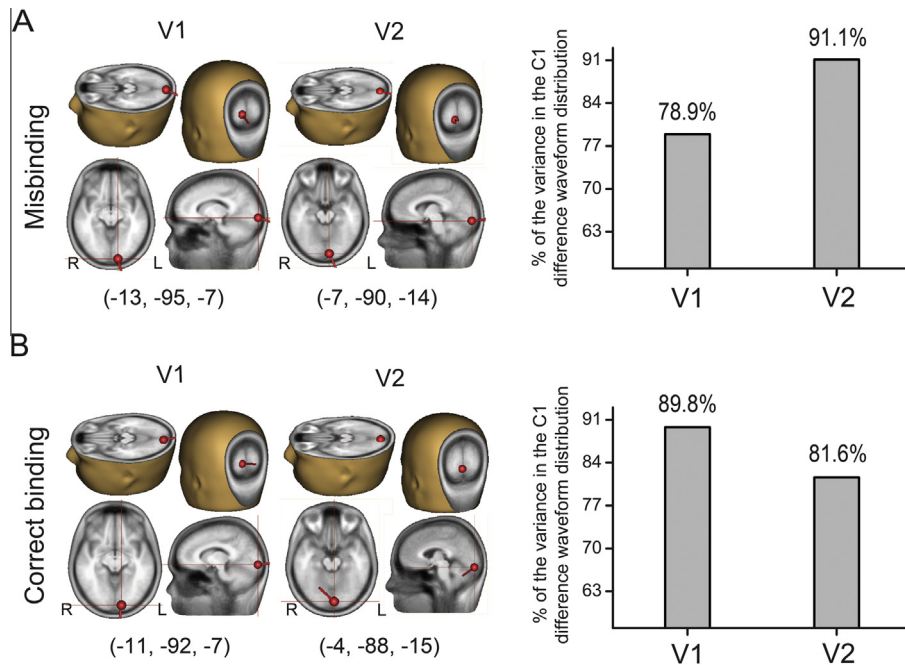 A
V1
V2
Misbinding
R
L
R
L
(-13, -95, -7)
(-7, -90, -14)
% of the variance in the C1
difference waveform distribution
91
84
77
70
63
78.9%
91.1%
V1
V2
B
V1
V2
Correct binding
R
L
R
L
(-11, -92, -7)
(-4, -88, -15)
% of the variance in the C1
difference waveform distribution
91
84
77
70
63
89.8%
81.6%
V1
V2